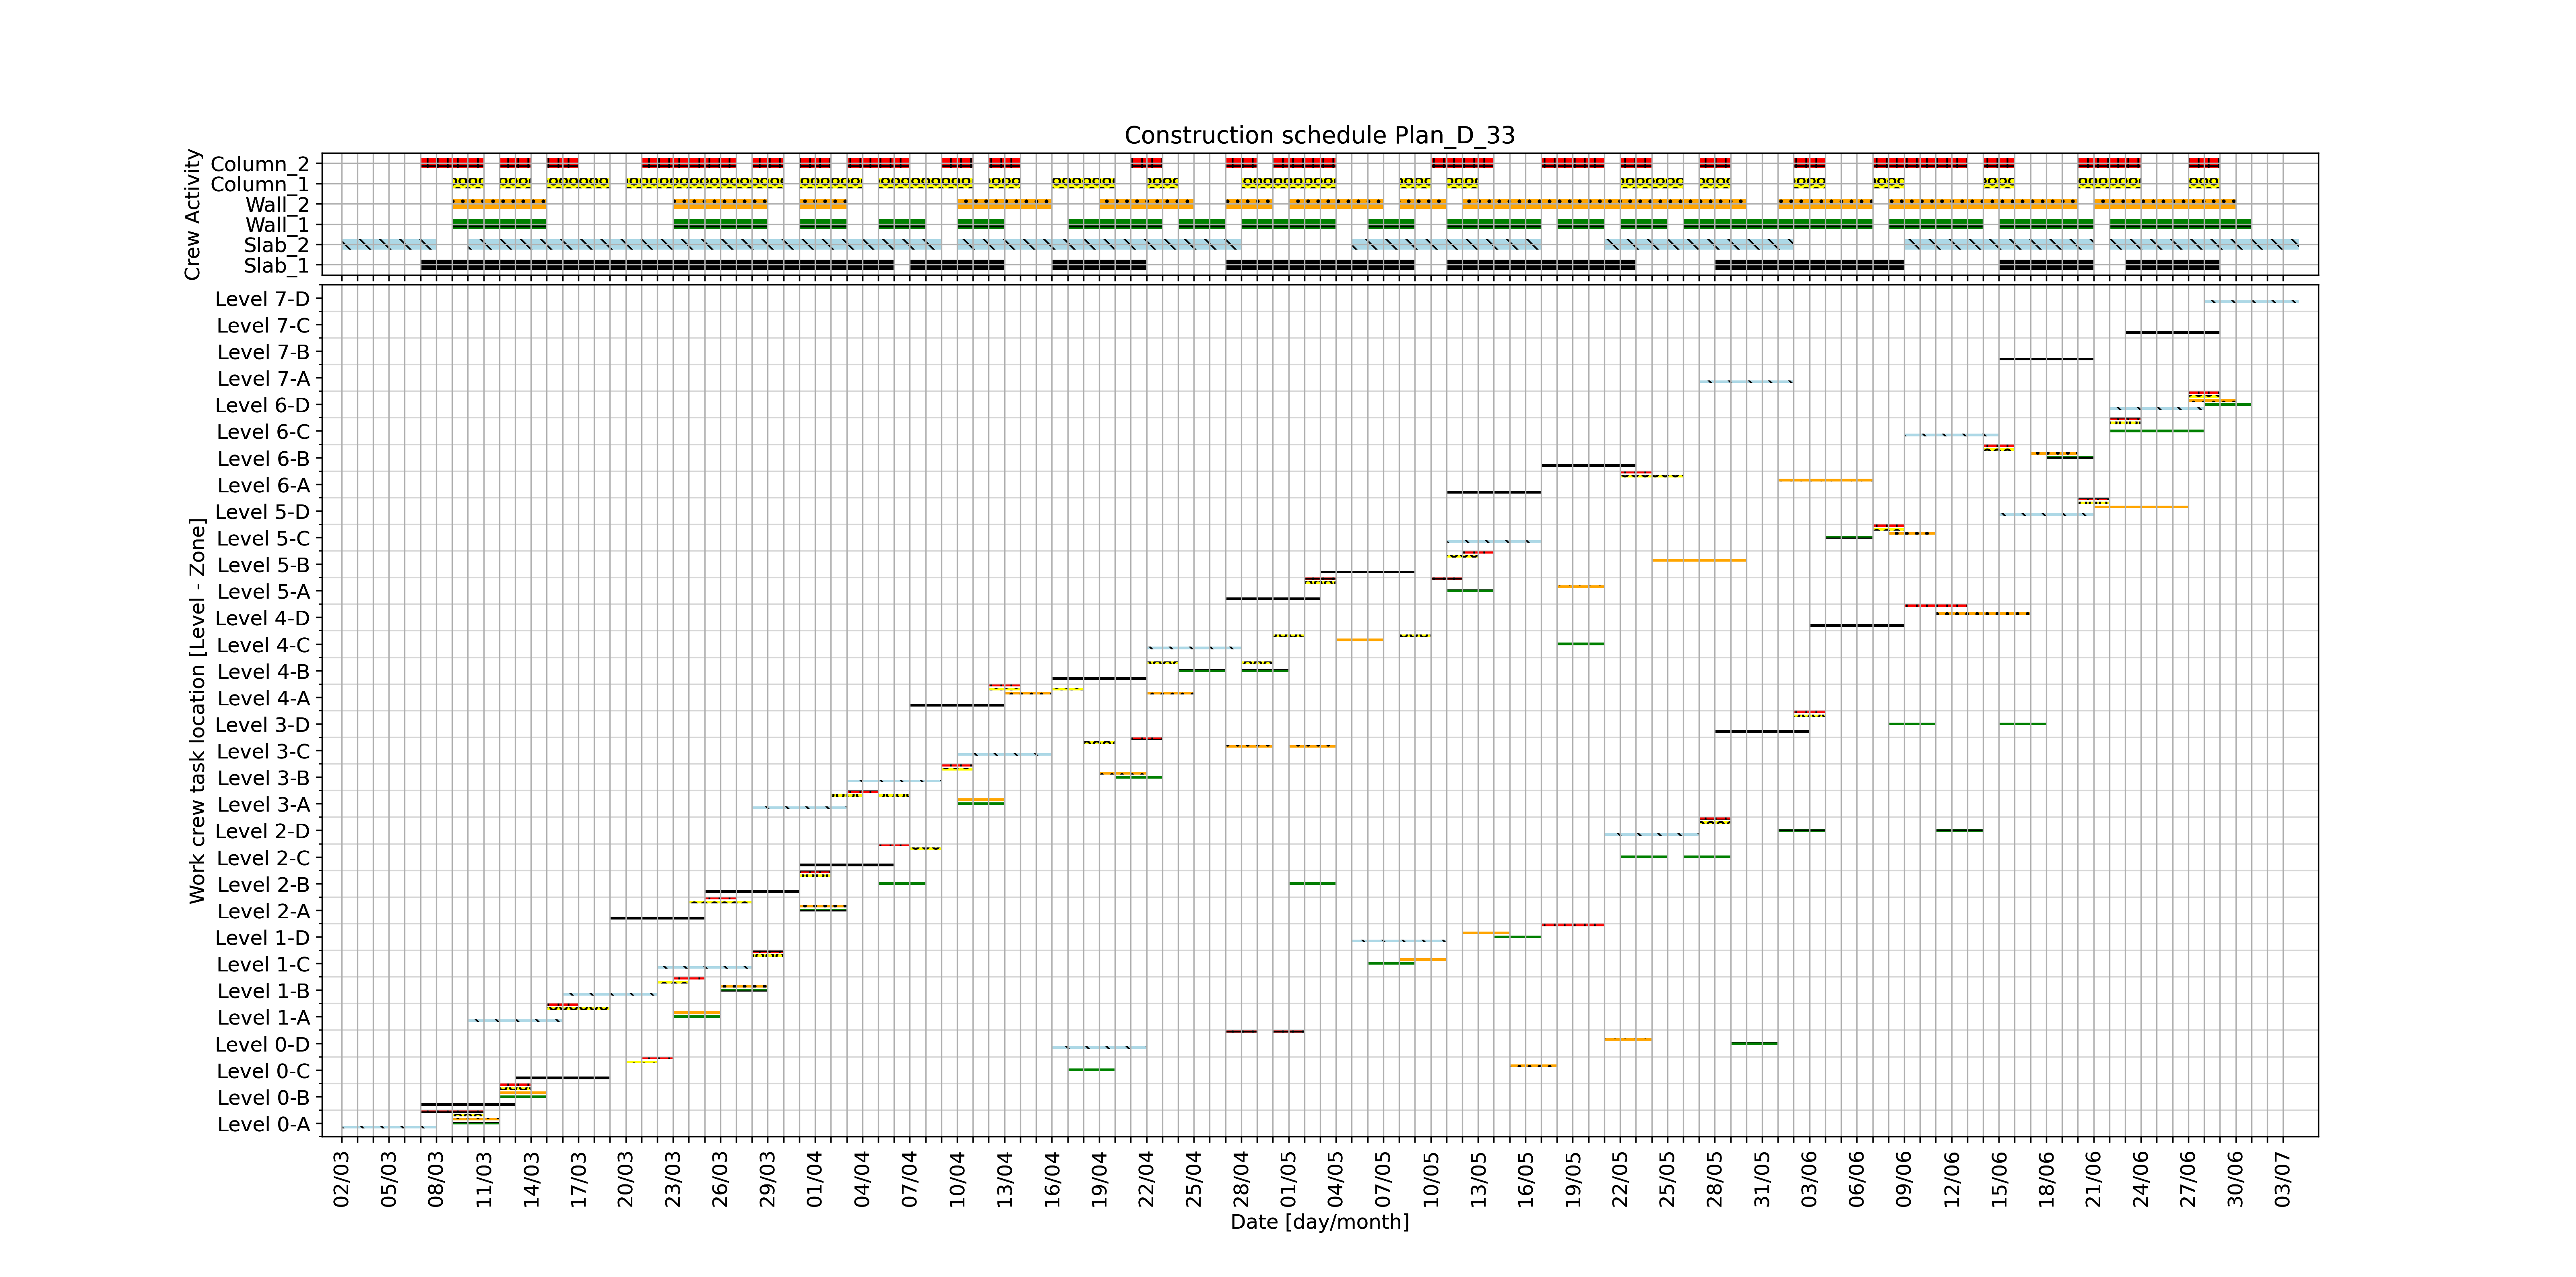 Construction schedule Plan_D_33
Crew Activity
Column_2
Column_1
Wall_2
Wall_1
Slab_2
Slab_1
Work crew task location [Level - Zone]
Level 7-D
Level 7-C
Level 7-B
Level 7-A
Level 6-D
Level 6-C
Level 6-B
Level 6-A
Level 5-D
Level 5-C
Level 5-B
Level 5-A
Level 4-D
Level 4-C
Level 4-B
Level 4-A
Level 3-D
Level 3-C
Level 3-B
Level 3-A
Level 2-D
Level 2-C
Level 2-B
Level 2-A
Level 1-D
Level 1-C
Level 1-B
Level 1-A
Level 0-D
Level 0-C
Level 0-B
Level 0-A
02/03 05/03 08/03 11/03 14/03 17/03 20/03 23/03 26/03 29/03 01/04 04/04 07/04 10/04 13/04 16/04 19/04 22/04 25/04 28/04 01/05 04/05 07/05 10/05 13/05 16/05 19/05 22/05 25/05 28/05 31/05 03/06 06/06 09/06 12/06 15/06 18/06 21/06 24/06 27/06 30/06 03/07
Date [day/month]